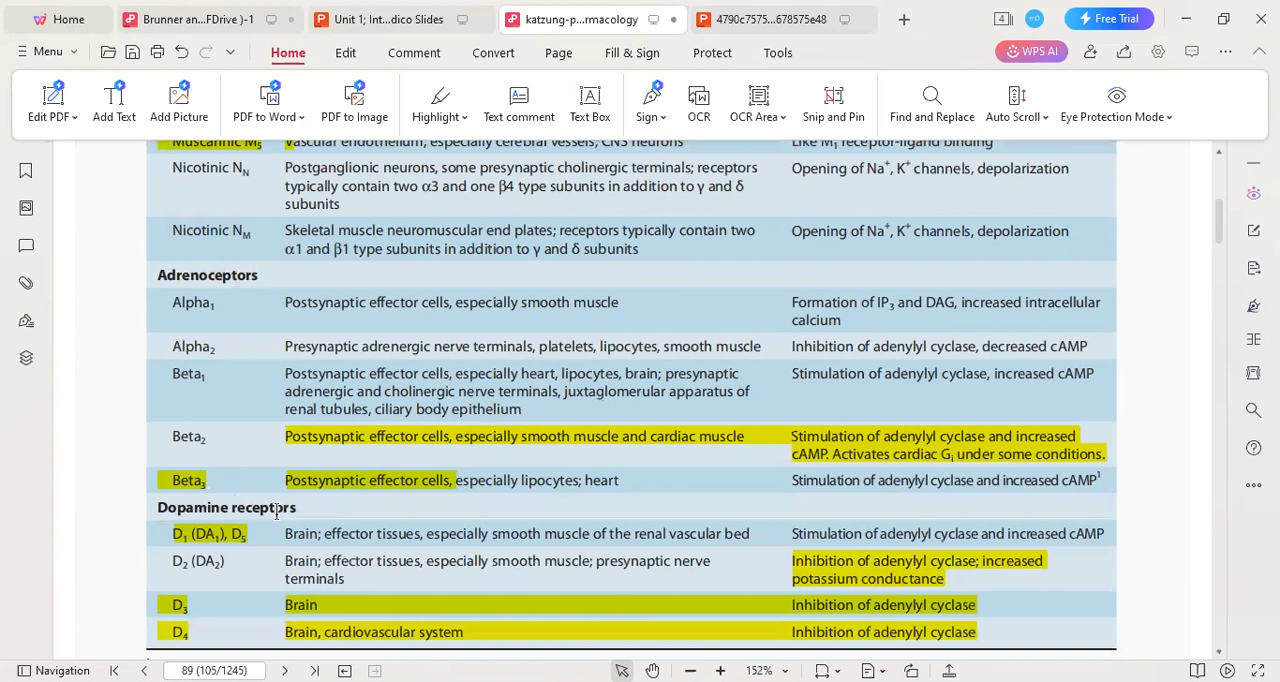 Home
Brunner an...FDrive )-1
Unit 1; Int...dico Slides
katzung-p...rmacology
4790c7575...678575e48
4
Free Trial
Menu
Home
Edit
Comment
Convert
Page
Fill & Sign
Protect
Tools
WPS AI
Edit PDF
Add Text
Add Picture
PDF to Word
PDF to Image
Highlight
Text comment
Text Box
Sign
OCR
OCR Area
Snip and Pin
Find and Replace
Auto Scroll
Eye Protection Mode
Muscarinic M5 Vascular endothelium, especially cerebral vessels; CNS neurons Like M1 receptor-ligand binding
Nicotinic NN Postganglionic neurons, some presynaptic cholinergic terminals; receptors Opening of Na+, K+ channels, depolarization
typically contain two α3 and one β4 type subunits in addition to γ and δ
subunits
Nicotinic NM Skeletal muscle neuromuscular end plates; receptors typically contain two Opening of Na+, K+ channels, depolarization
α1 and β1 type subunits in addition to γ and δ subunits
Adrenoceptors
Alpha1 Postsynaptic effector cells, especially smooth muscle Formation of IP3 and DAG, increased intracellular
calcium
Alpha2 Presynaptic adrenergic nerve terminals, platelets, lipocytes, smooth muscle Inhibition of adenylyl cyclase, decreased cAMP
Beta1 Postsynaptic effector cells, especially heart, lipocytes, brain; presynaptic Stimulation of adenylyl cyclase, increased cAMP
adrenergic and cholinergic nerve terminals, juxtaglomerular apparatus of
renal tubules, ciliary body epithelium
Beta2 Postsynaptic effector cells, especially smooth muscle and cardiac muscle Stimulation of adenylyl cyclase and increased
cAMP. Activates cardiac Gi under some conditions.
Beta3 Postsynaptic effector cells, especially lipocytes; heart Stimulation of adenylyl cyclase and increased cAMP1
Dopamine receptors
D1 (DA1), D5 Brain; effector tissues, especially smooth muscle of the renal vascular bed Stimulation of adenylyl cyclase and increased cAMP
D2 (DA2) Brain; effector tissues, especially smooth muscle; presynaptic nerve Inhibition of adenylyl cyclase; increased
terminals potassium conductance
D3 Brain Inhibition of adenylyl cyclase
D4 Brain, cardiovascular system Inhibition of adenylyl cyclase
Navigation
89 (105/1245)
152%